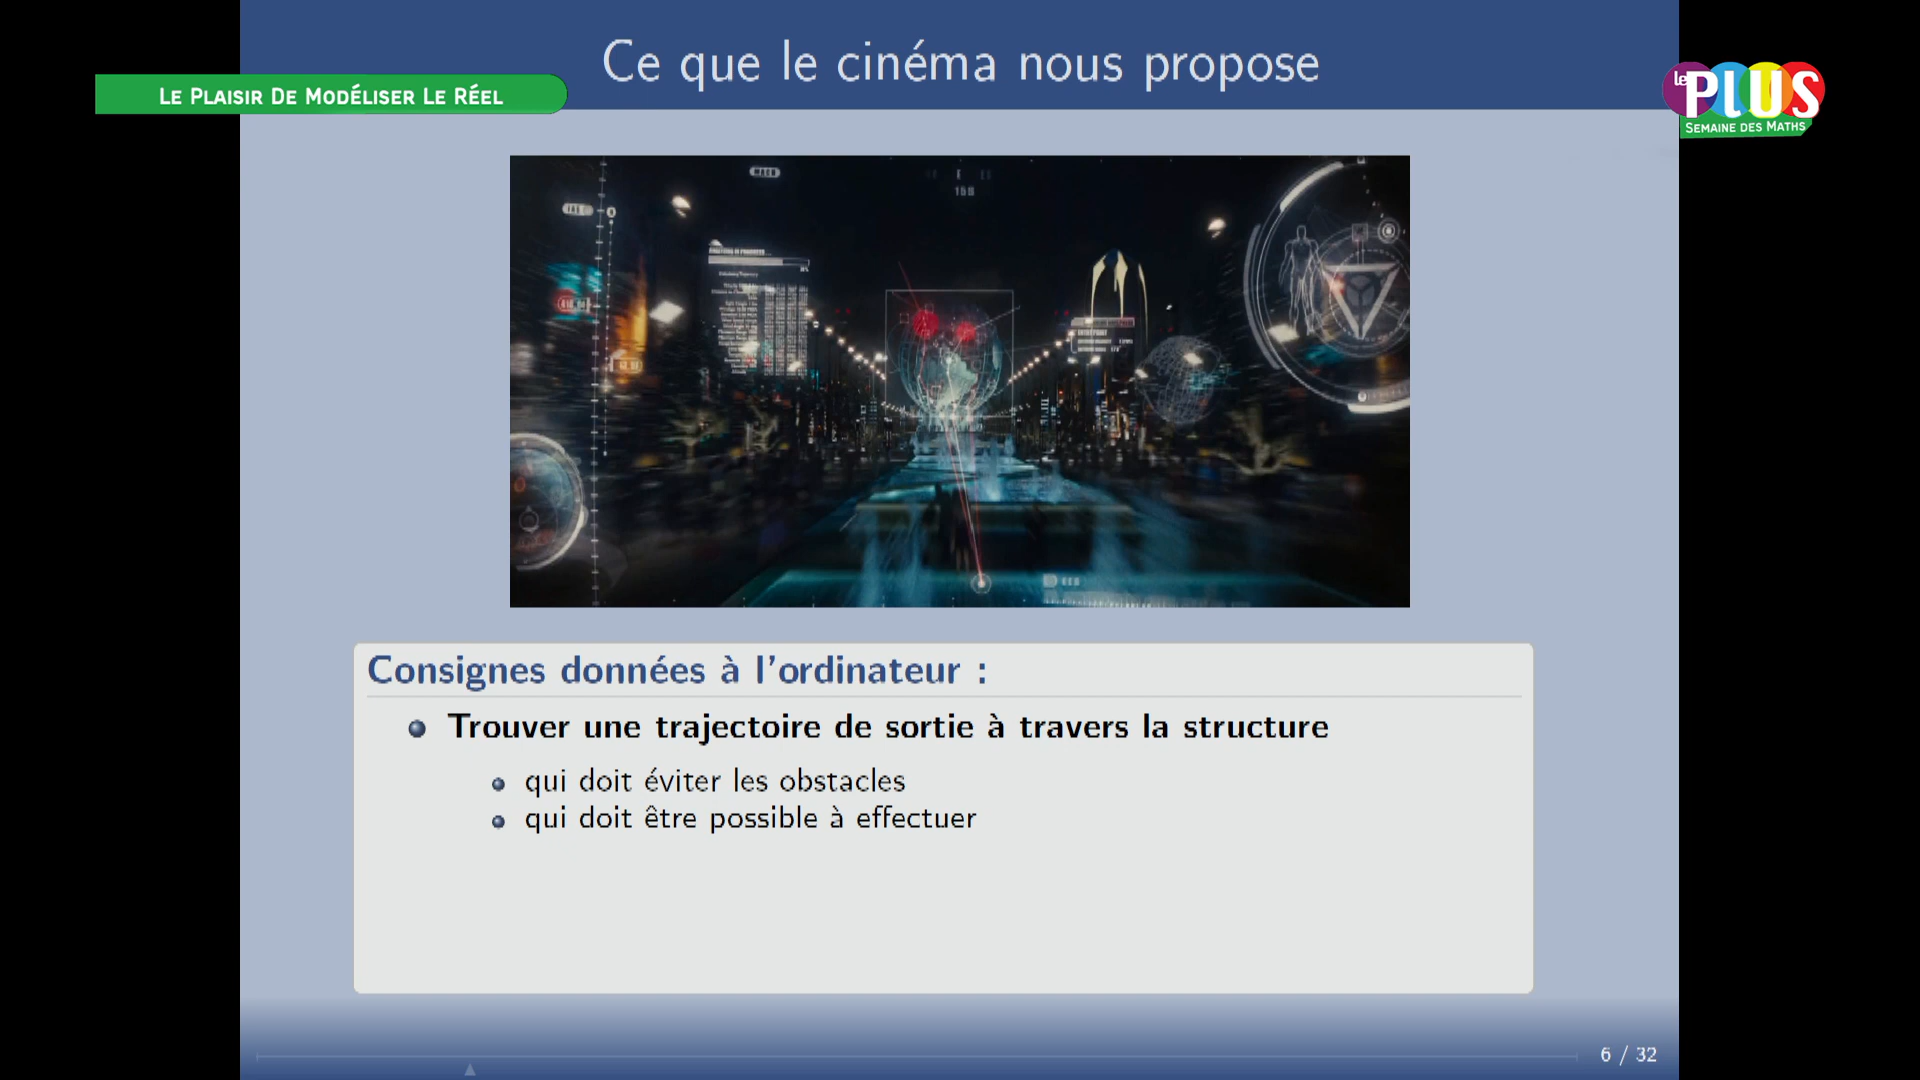 Ce que le cinéma nous propose
Le Plaisir De Modéliser Le Réel
le PLUS
Semaine des Maths
Consignes données à l'ordinateur :
Trouver une trajectoire de sortie à travers la structure
qui doit éviter les obstacles
qui doit être possible à effectuer
6 / 32